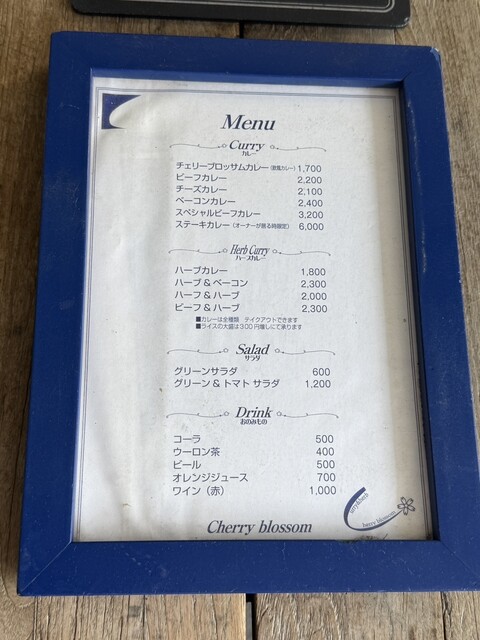 Menu
Curry
カレー
チェリーブロッサムカレー (欧風カレー) 1,700
ビーフカレー 2,200
チーズカレー 2,100
ベーコンカレー 2,400
スペシャルビーフカレー 3,200
ステーキカレー (オーナーが居る時限定) 6,000
Herb Curry
ハーブカレー
ハーブカレー 1,800
ハーブ & ベーコン 2,300
ハーフ & ハーブ 2,000
ビーフ & ハーブ 2,300
■カレーは全種類 テイクアウトできます
■ライスの大盛は300円増しにて承ります
Salad
サラダ
グリーンサラダ 600
グリーン & トマト サラダ 1,200
Drink
おのみもの
コーラ 500
ウーロン茶 400
ビール 500
オレンジジュース 700
ワイン (赤) 1,000
Curry&herb
Cherry blossom
Cherry blossom